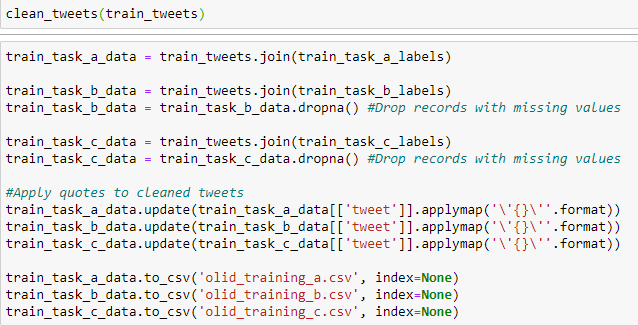 clean_tweets(train_tweets)
train_task_a_data = train_tweets.join(train_task_a_labels)
train_task_b_data = train_tweets.join(train_task_b_labels)
train_task_b_data = train_task_b_data.dropna() #Drop records with missing values
train_task_c_data = train_tweets.join(train_task_c_labels)
train_task_c_data = train_task_c_data.dropna() #Drop records with missing values
#Apply quotes to cleaned tweets
train_task_a_data.update(train_task_a_data[['tweet']].applymap('\'{}\''.format))
train_task_b_data.update(train_task_b_data[['tweet']].applymap('\'{}\''.format))
train_task_c_data.update(train_task_c_data[['tweet']].applymap('\'{}\''.format))
train_task_a_data.to_csv('olid_training_a.csv', index=None)
train_task_b_data.to_csv('olid_training_b.csv', index=None)
train_task_c_data.to_csv('olid_training_c.csv', index=None)